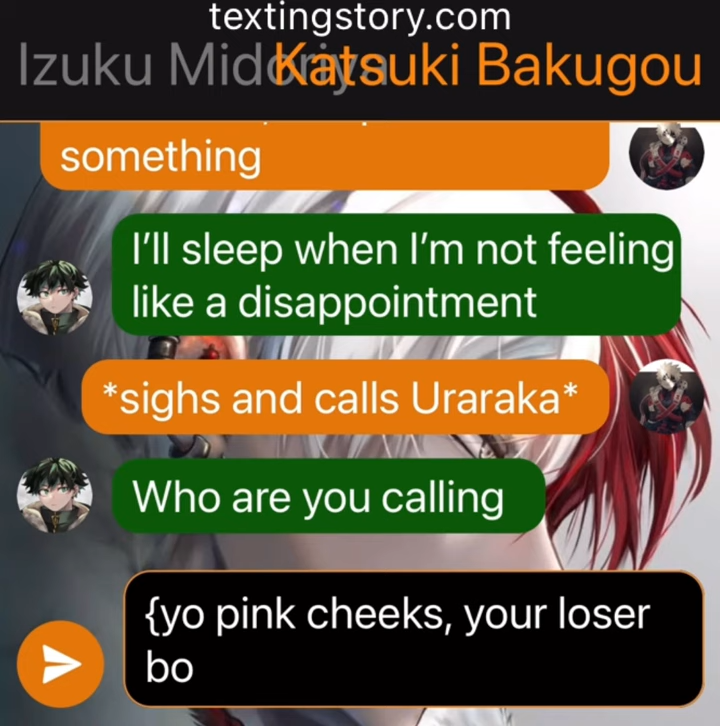 textingstory.com
Izuku Midoriya Katsuki Bakugou
something
I'll sleep when I'm not feeling
like a disappointment
*sighs and calls Uraraka*
Who are you calling
{yo pink cheeks, your loser
bo